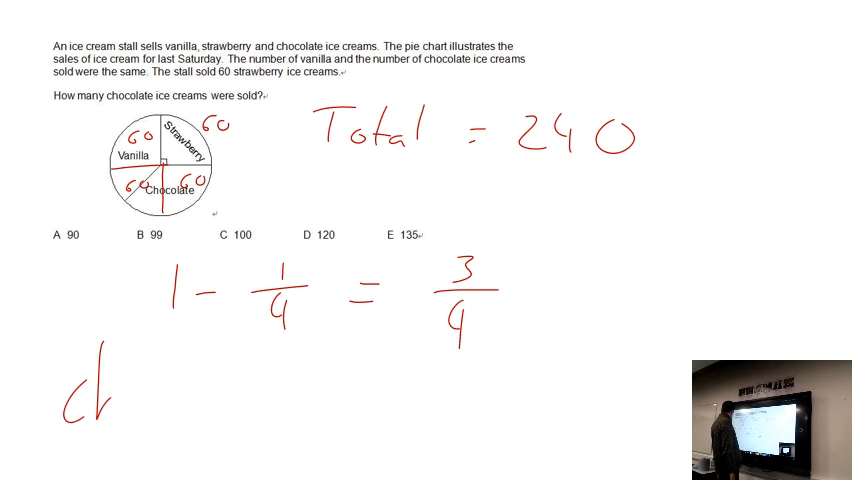 An ice cream stall sells vanilla, strawberry and chocolate ice creams. The pie chart illustrates the
sales of ice cream for last Saturday. The number of vanilla and the number of chocolate ice creams
sold were the same. The stall sold 60 strawberry ice creams.
How many chocolate ice creams were sold?
Total = 240
60 Strawberry 60
Vanilla
60 Chocolate 60
A 90 B 99 C 100 D 120 E 135
1 - 1/4 = 3/4
ch